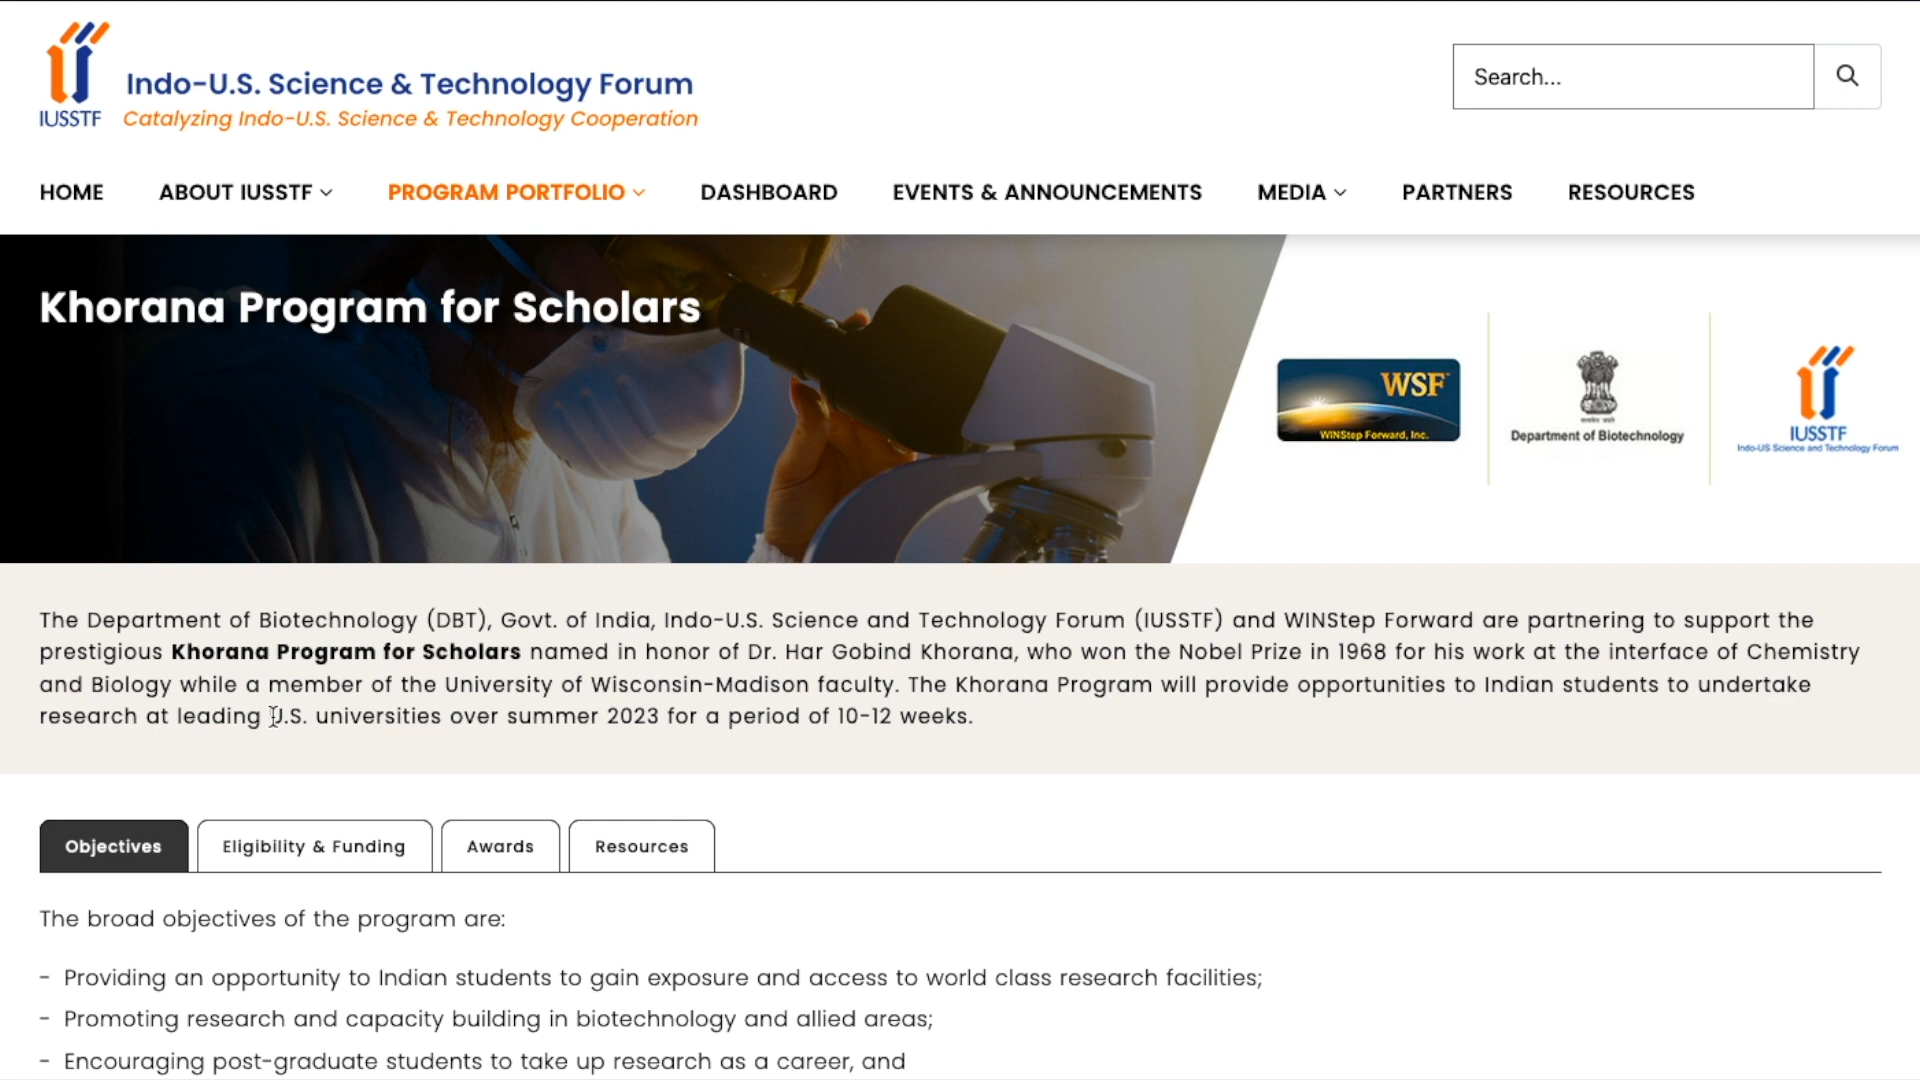 IUSSTF
Indo-U.S. Science & Technology Forum
Catalyzing Indo-U.S. Science & Technology Cooperation
Search...
HOME
ABOUT IUSSTF
PROGRAM PORTFOLIO
DASHBOARD
EVENTS & ANNOUNCEMENTS
MEDIA
PARTNERS
RESOURCES
Khorana Program for Scholars
WSF
WINStep Forward, Inc.
Department of Biotechnology
IUSSTF
Indo-US Science and Technology Forum
The Department of Biotechnology (DBT), Govt. of India, Indo-U.S. Science and Technology Forum (IUSSTF) and WINStep Forward are partnering to support the
prestigious Khorana Program for Scholars named in honor of Dr. Har Gobind Khorana, who won the Nobel Prize in 1968 for his work at the interface of Chemistry
and Biology while a member of the University of Wisconsin-Madison faculty. The Khorana Program will provide opportunities to Indian students to undertake
research at leading U.S. universities over summer 2023 for a period of 10-12 weeks.
Objectives
Eligibility & Funding
Awards
Resources
The broad objectives of the program are:
- Providing an opportunity to Indian students to gain exposure and access to world class research facilities;
- Promoting research and capacity building in biotechnology and allied areas;
- Encouraging post-graduate students to take up research as a career, and